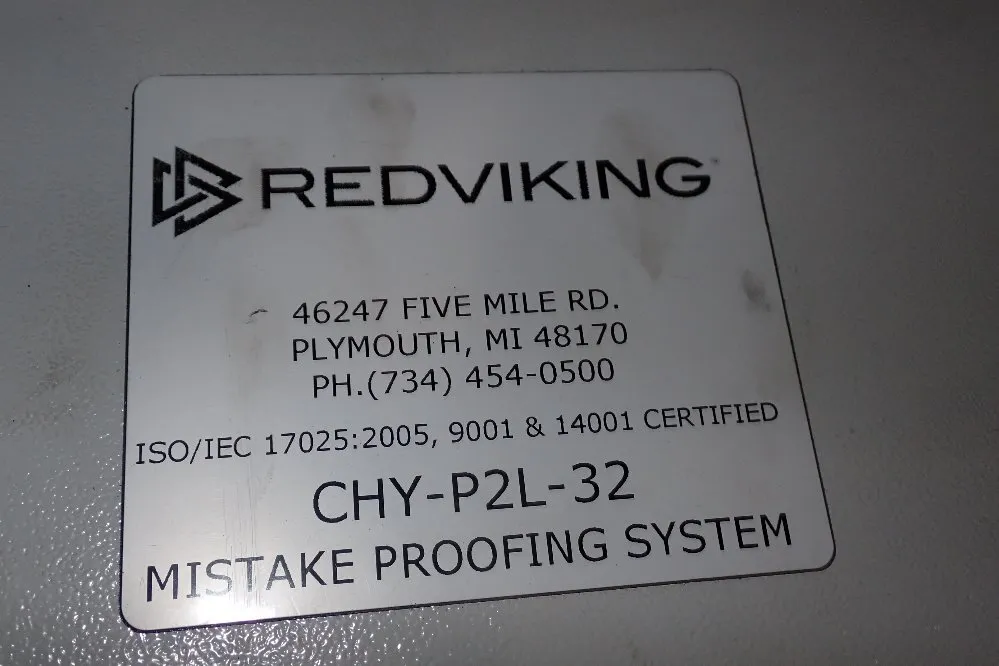 REDVIKING
46247 FIVE MILE RD.
PLYMOUTH, MI 48170
PH.(734) 454-0500
ISO/IEC 17025:2005, 9001 & 14001 CERTIFIED
CHY-P2L-32
MISTAKE PROOFING SYSTEM